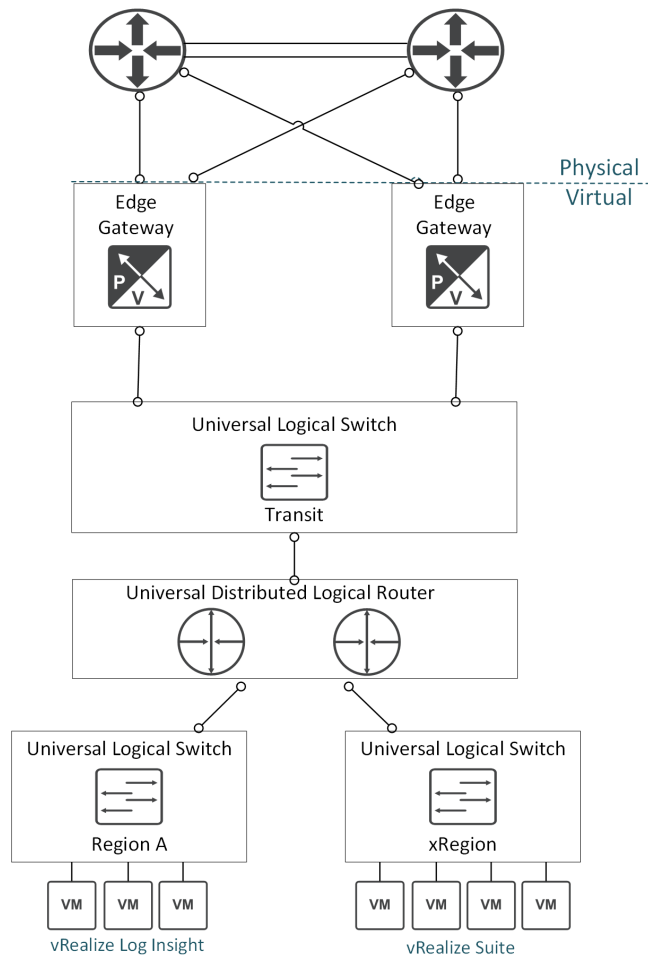 Physical
Virtual
Edge
Gateway
P
V
Edge
Gateway
P
V
Universal Logical Switch
Transit
Universal Distributed Logical Router
Universal Logical Switch
Region A
Universal Logical Switch
xRegion
VM VM VM
VM VM VM VM
vRealize Log Insight
vRealize Suite